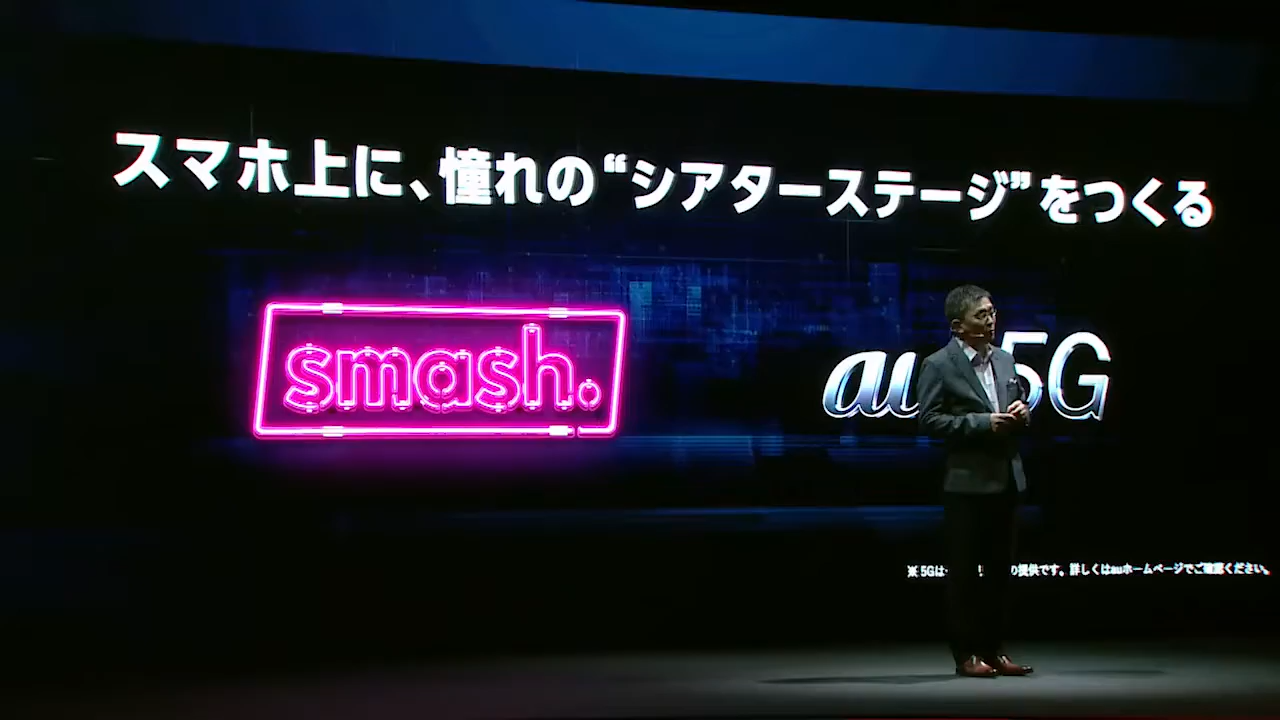 スマホ上に、憧れの“シアターステージ”をつくる
smash.
au 5G
※ 5Gは の提供です。詳しくはauホームページでご確認ください。